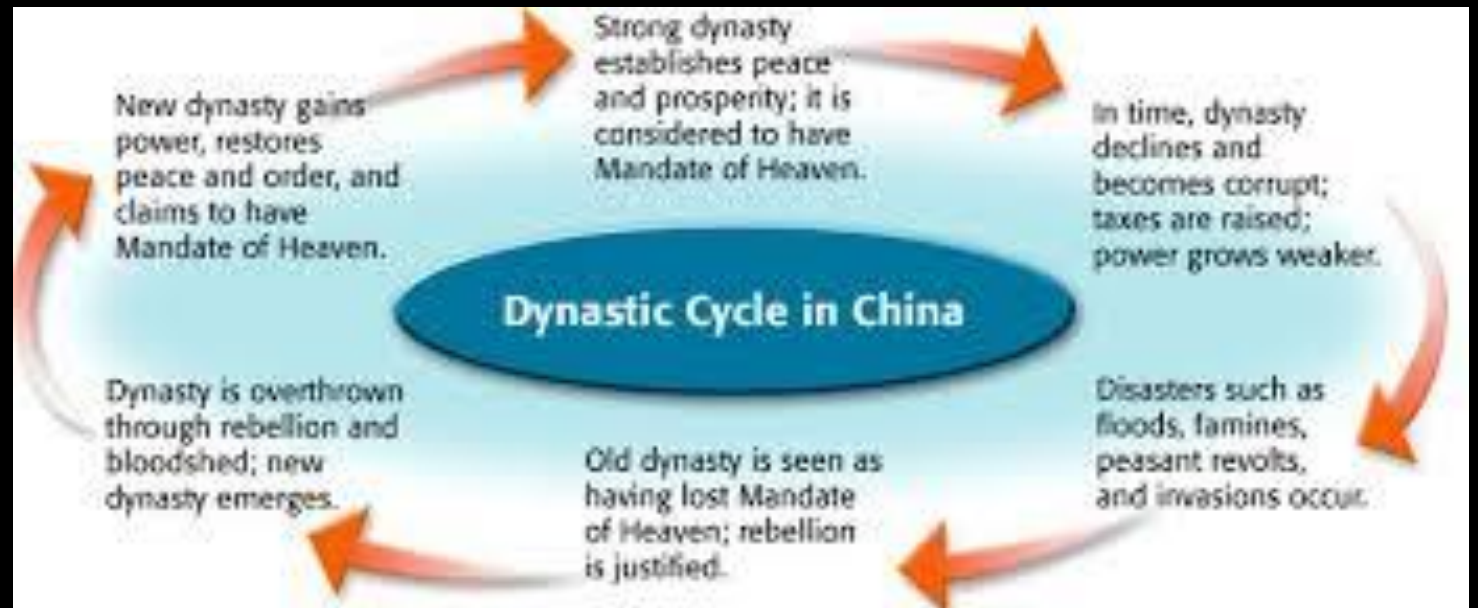 Strong dynasty
establishes peace
and prosperity; it is
considered to have
Mandate of Heaven.
In time, dynasty
declines and
becomes corrupt;
taxes are raised;
power grows weaker.
Disasters such as
floods, famines,
peasant revolts,
and invasions occur.
Old dynasty is seen as
having lost Mandate
of Heaven; rebellion
is justified.
Dynasty is overthrown
through rebellion and
bloodshed; new
dynasty emerges.
New dynasty gains
power, restores
peace and order, and
claims to have
Mandate of Heaven.
Dynastic Cycle in China